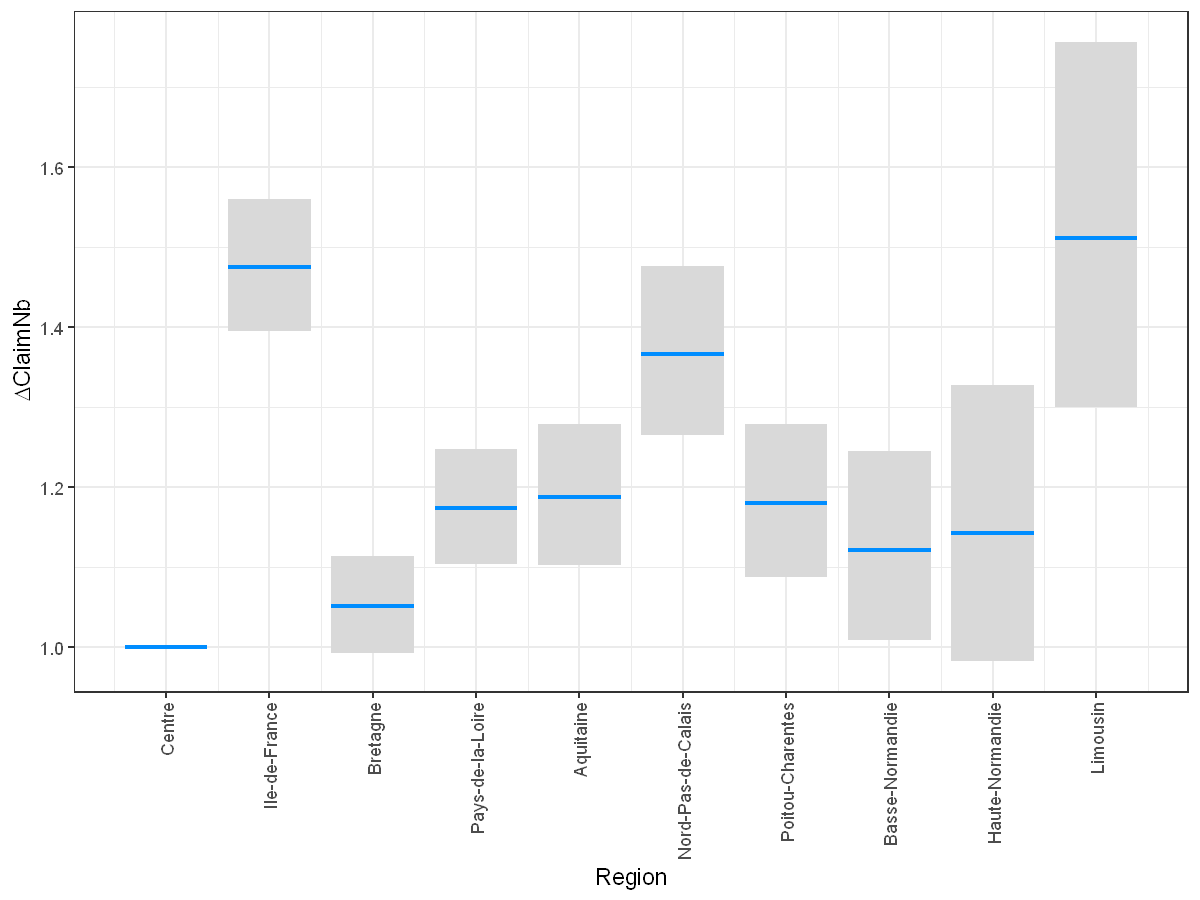 ΔClaimNb
1.6
1.4
1.2
1.0
Centre
Ile-de-France
Bretagne
Pays-de-la-Loire
Aquitaine
Nord-Pas-de-Calais
Poitou-Charentes
Basse-Normandie
Haute-Normandie
Limousin
Region